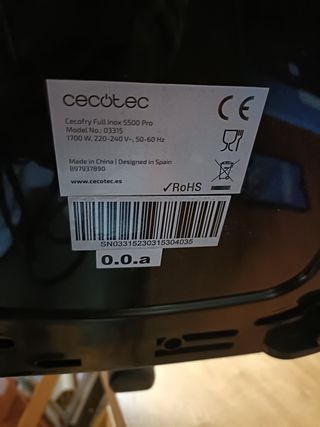 cecotec
Cecofry Full Inox 5500 Pro
Model No.: 03315
1700 W, 220-240 V~, 50-60 Hz
Made in China | Designed in Spain
B97937890
www.cecotec.es
CE
✓RoHS
SN03315230315304035
0.0.a